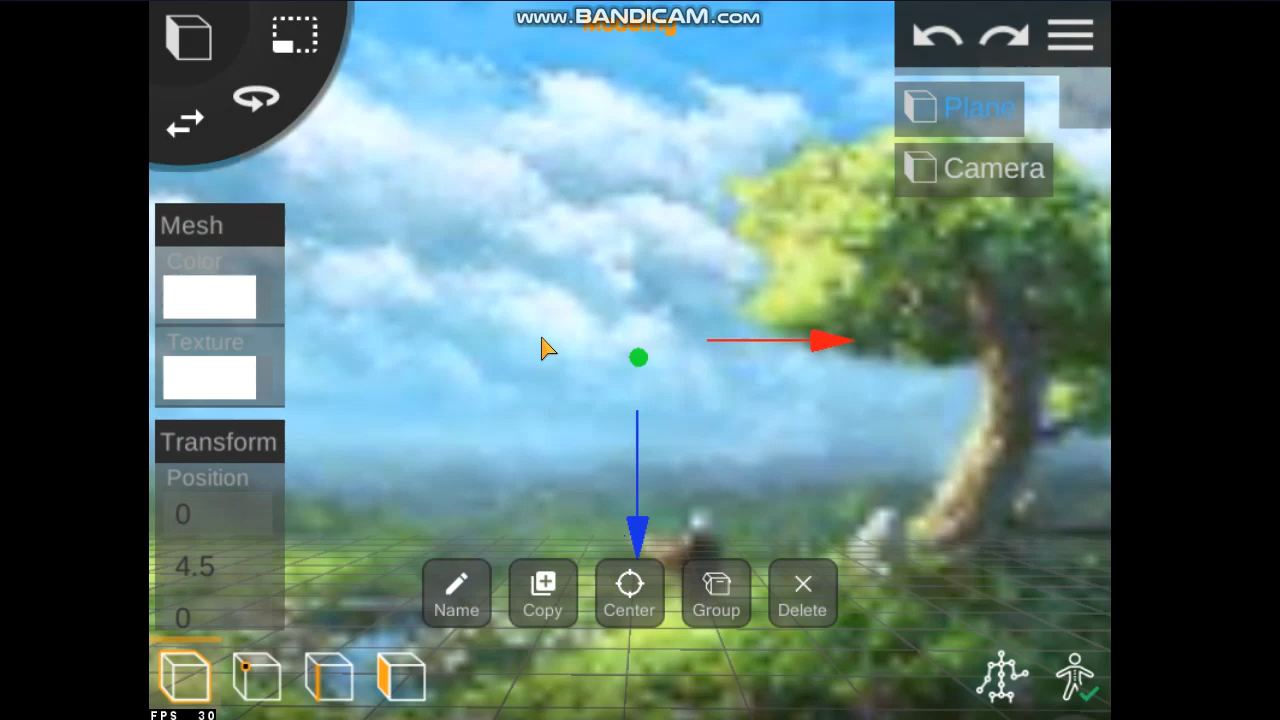 www.BANDICAM.com
Modeling
Plane
Camera
Mesh
Color
Texture
Transform
Position
0
4.5
0
Name
Copy
Center
Group
Delete
FPS 30